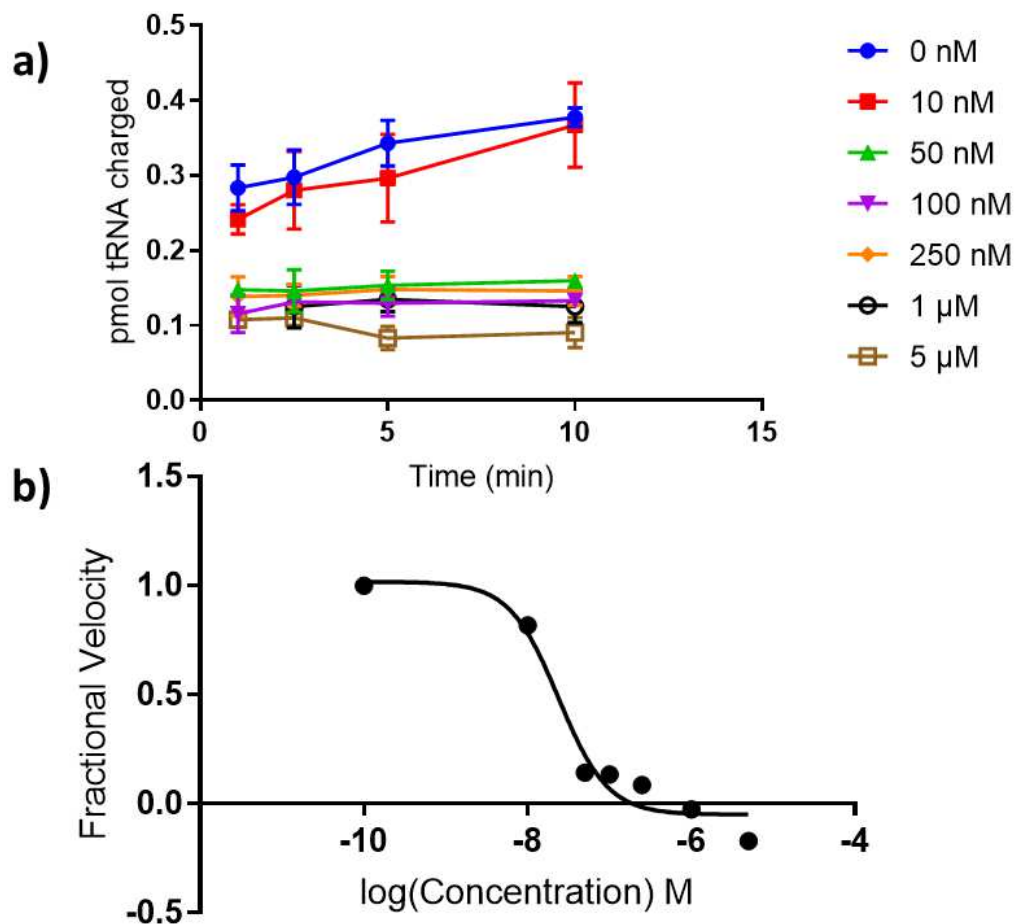 a)
pmol tRNA charged
0.5
0.4
0.3
0.2
0.1
0.0
0
5
10
15
Time (min)
0 nM
10 nM
50 nM
100 nM
250 nM
1 µM
5 µM
b)
Fractional Velocity
1.5
1.0
0.5
0.0
-0.5
-10
-8
-6
-4
log(Concentration) M